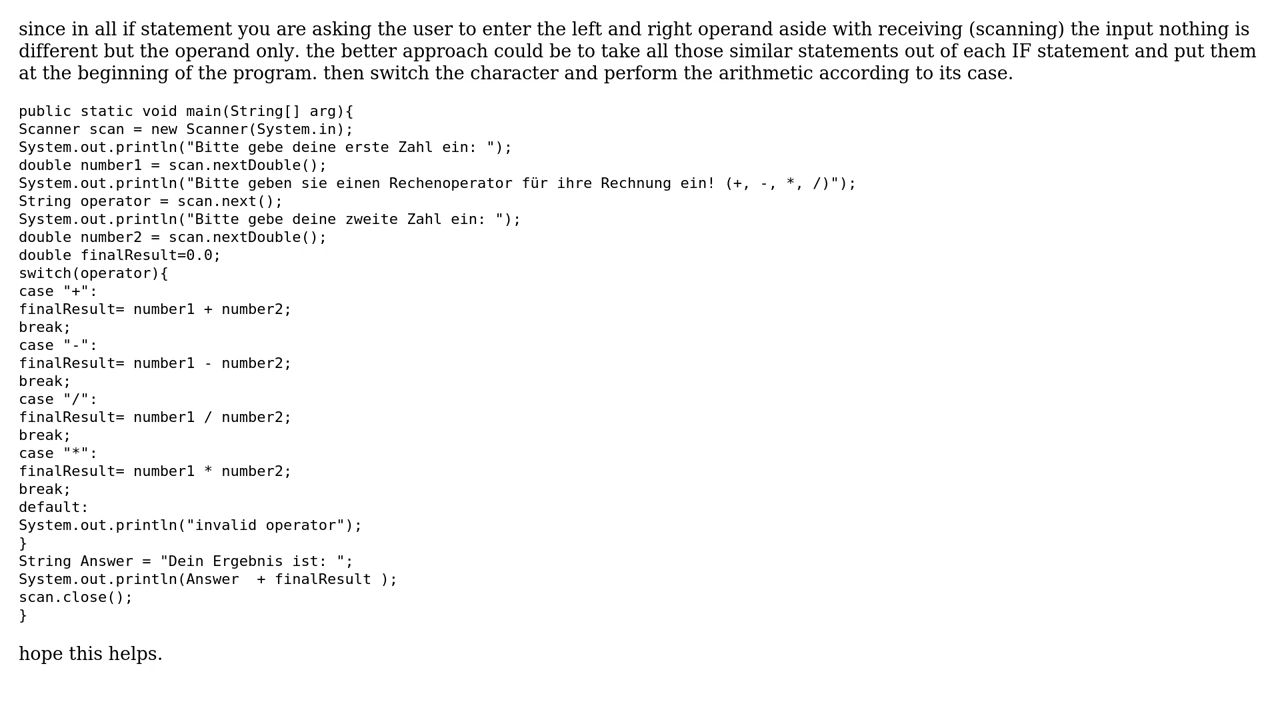 since in all if statement you are asking the user to enter the left and right operand aside with receiving (scanning) the input nothing is
different but the operand only. the better approach could be to take all those similar statements out of each IF statement and put them
at the beginning of the program. then switch the character and perform the arithmetic according to its case.
public static void main(String[] arg){
Scanner scan = new Scanner(System.in);
System.out.println("Bitte gebe deine erste Zahl ein: ");
double number1 = scan.nextDouble();
System.out.println("Bitte geben sie einen Rechenoperator für ihre Rechnung ein! (+, -, *, /)");
String operator = scan.next();
System.out.println("Bitte gebe deine zweite Zahl ein: ");
double number2 = scan.nextDouble();
double finalResult=0.0;
switch(operator){
case "+":
finalResult= number1 + number2;
break;
case "-":
finalResult= number1 - number2;
break;
case "/":
finalResult= number1 / number2;
break;
case "*":
finalResult= number1 * number2;
break;
default:
System.out.println("invalid operator");
}
String Answer = "Dein Ergebnis ist: ";
System.out.println(Answer  + finalResult );
scan.close();
}
hope this helps.